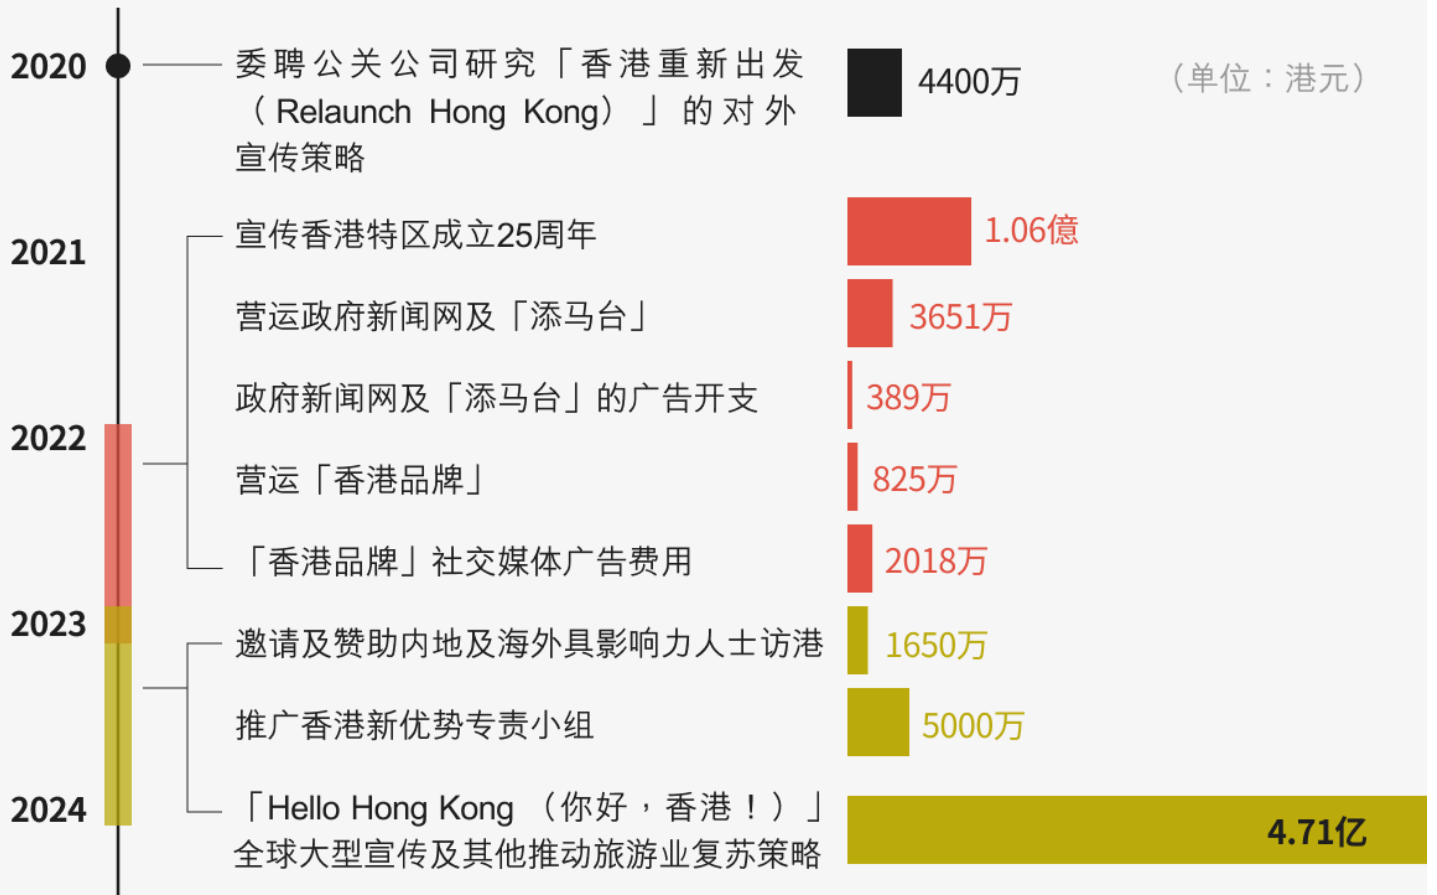 2020
委聘公关公司研究「香港重新出发
（Relaunch Hong Kong）」的对外
宣传策略
4400万
（单位：港元）
2021
宣传香港特区成立25周年
1.06億
营运政府新闻网及「添马台」
3651万
政府新闻网及「添马台」的广告开支
389万
2022
营运「香港品牌」
825万
「香港品牌」社交媒体广告费用
2018万
2023
邀请及赞助内地及海外具影响力人士访港
1650万
推广香港新优势专责小组
5000万
2024
「Hello Hong Kong （你好，香港！）」
全球大型宣传及其他推动旅游业复苏策略
4.71亿